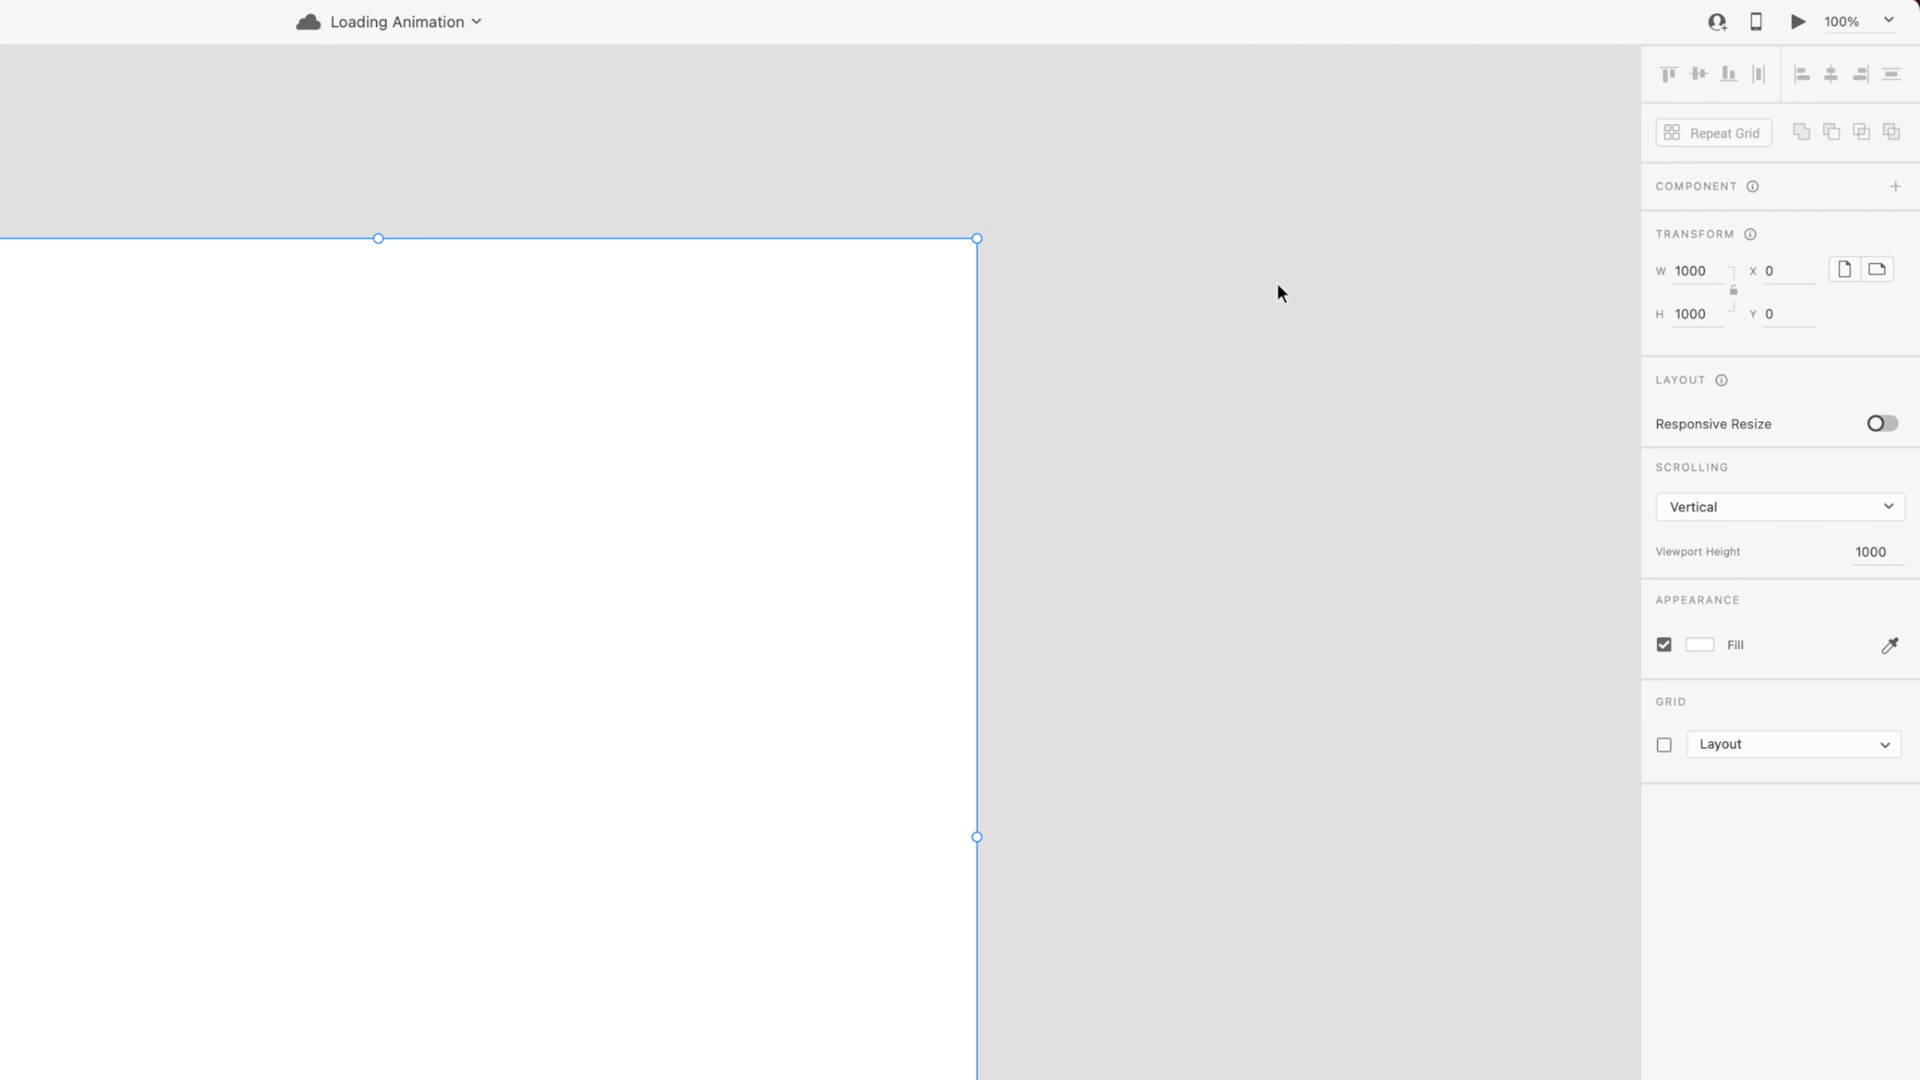 Loading Animation
100%
Repeat Grid
COMPONENT
TRANSFORM
W 1000 X 0
H 1000 Y 0
LAYOUT
Responsive Resize
SCROLLING
Vertical
Viewport Height 1000
APPEARANCE
Fill
GRID
Layout